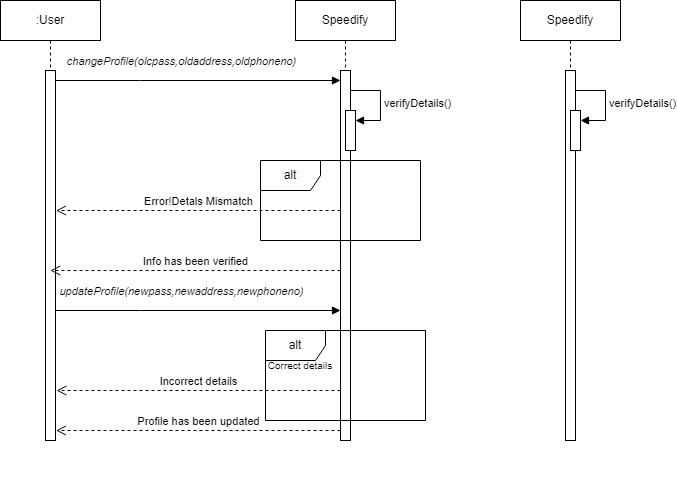 :User
Speedify
Speedify
changeProfile(olcpass,oldaddress,oldphoneno)
verifyDetails()
verifyDetails()
alt
Error!Detals Mismatch
Info has been verified
updateProfile(newpass,newaddress,newphoneno)
alt
Correct details
Incorrect details
Profile has been updated